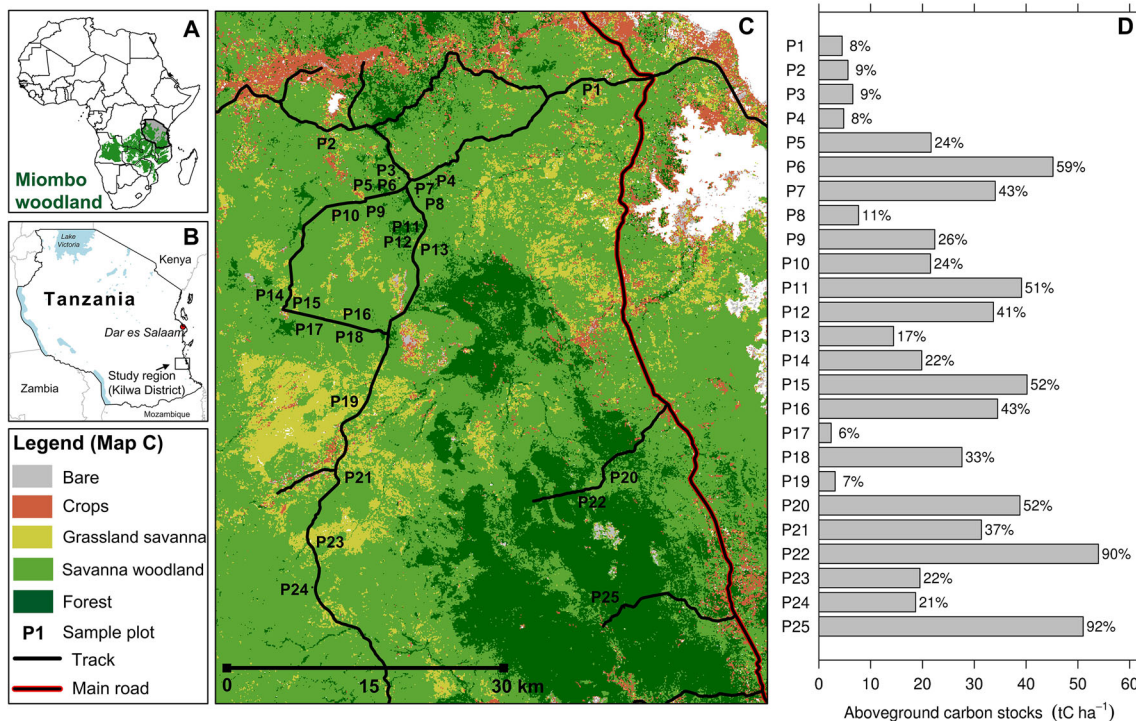 A
Miombo
woodland
B
Lake
Victoria
Kenya
Tanzania
Dar es Salaam
Study region
(Kilwa District)
Zambia
Mozambique
Legend (Map C)
Bare
Crops
Grassland savanna
Savanna woodland
Forest
P1 Sample plot
Track
Main road
C
P1
P2
P3
P4
P5 P6
P7
P8
P10 P9
P11
P12
P13
P14 P15
P16
P17
P18
P19
P20
P21
P22
P23
P24
P25
0 15 30 km
D
P1 8%
P2 9%
P3 9%
P4 8%
P5 24%
P6 59%
P7 43%
P8 11%
P9 26%
P10 24%
P11 51%
P12 41%
P13 17%
P14 22%
P15 52%
P16 43%
P17 6%
P18 33%
P19 7%
P20 52%
P21 37%
P22 90%
P23 22%
P24 21%
P25 92%
0 10 20 30 40 50 60
Aboveground carbon stocks (tC ha⁻¹)